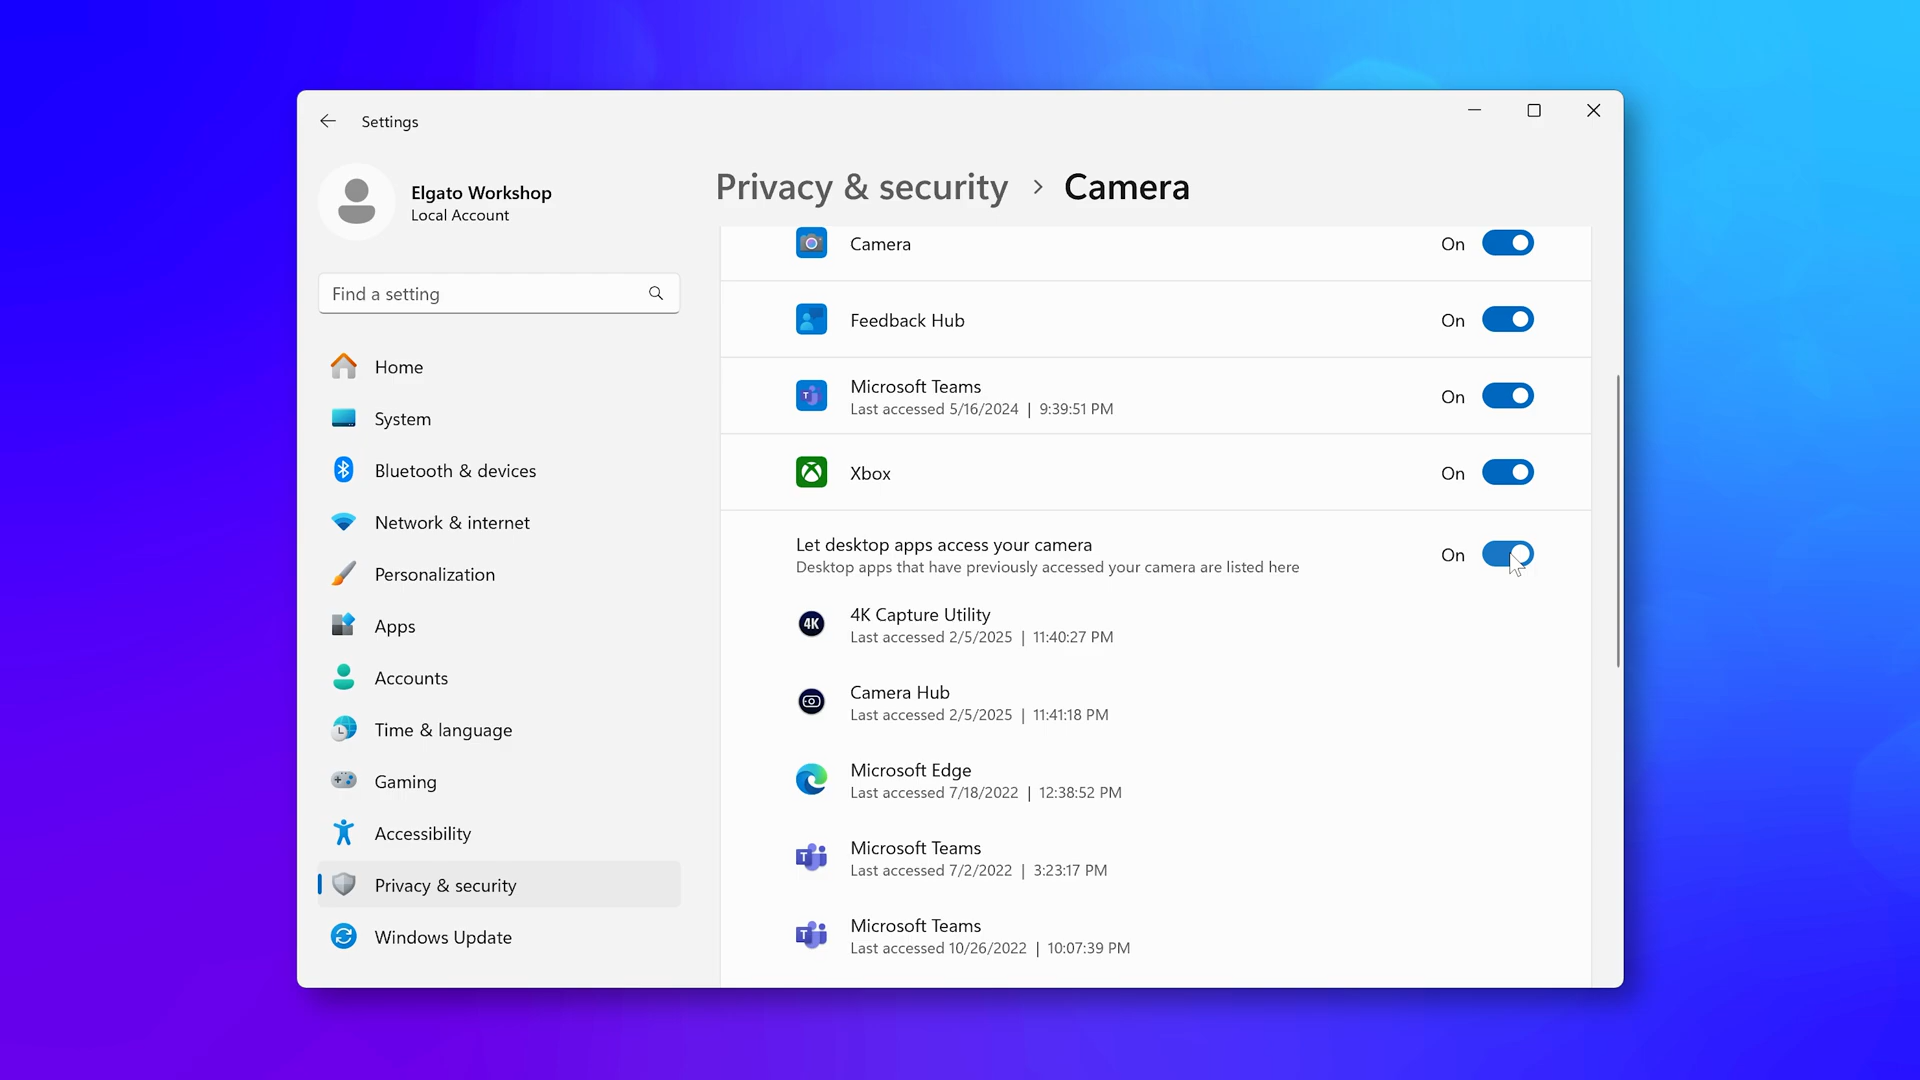 Settings
Elgato Workshop
Local Account
Find a setting
Home
System
Bluetooth & devices
Network & internet
Personalization
Apps
Accounts
Time & language
Gaming
Accessibility
Privacy & security
Windows Update
Privacy & security > Camera
Camera On
Feedback Hub On
Microsoft Teams
Last accessed 5/16/2024 | 9:39:51 PM
On
Xbox On
Let desktop apps access your camera
Desktop apps that have previously accessed your camera are listed here
On
4K
4K Capture Utility
Last accessed 2/5/2025 | 11:40:27 PM
Camera Hub
Last accessed 2/5/2025 | 11:41:18 PM
Microsoft Edge
Last accessed 7/18/2022 | 12:38:52 PM
Microsoft Teams
Last accessed 7/2/2022 | 3:23:17 PM
Microsoft Teams
Last accessed 10/26/2022 | 10:07:39 PM